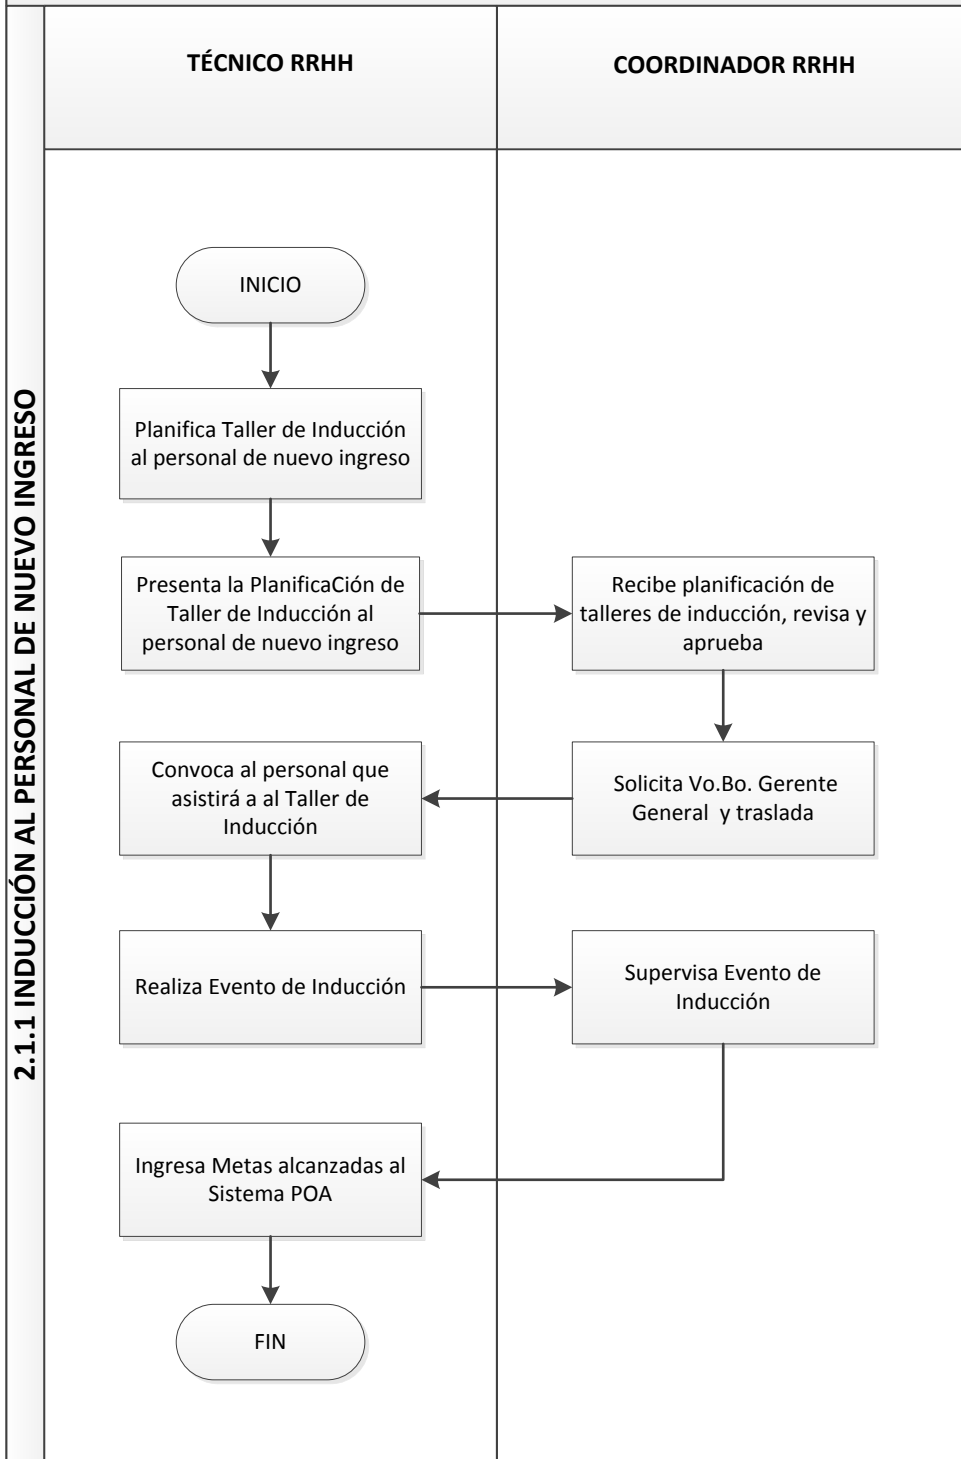 TÉCNICO RRHH
COORDINADOR RRHH
2.1.1 INDUCCIÓN AL PERSONAL DE NUEVO INGRESO
INICIO
Planifica Taller de Inducción
al personal de nuevo ingreso
Presenta la PlanificaCión de
Taller de Inducción al
personal de nuevo ingreso
Recibe planificación de
talleres de inducción, revisa y
aprueba
Solicita Vo.Bo. Gerente
General y traslada
Convoca al personal que
asistirá a al Taller de
Inducción
Realiza Evento de Inducción
Supervisa Evento de
Inducción
Ingresa Metas alcanzadas al
Sistema POA
FIN